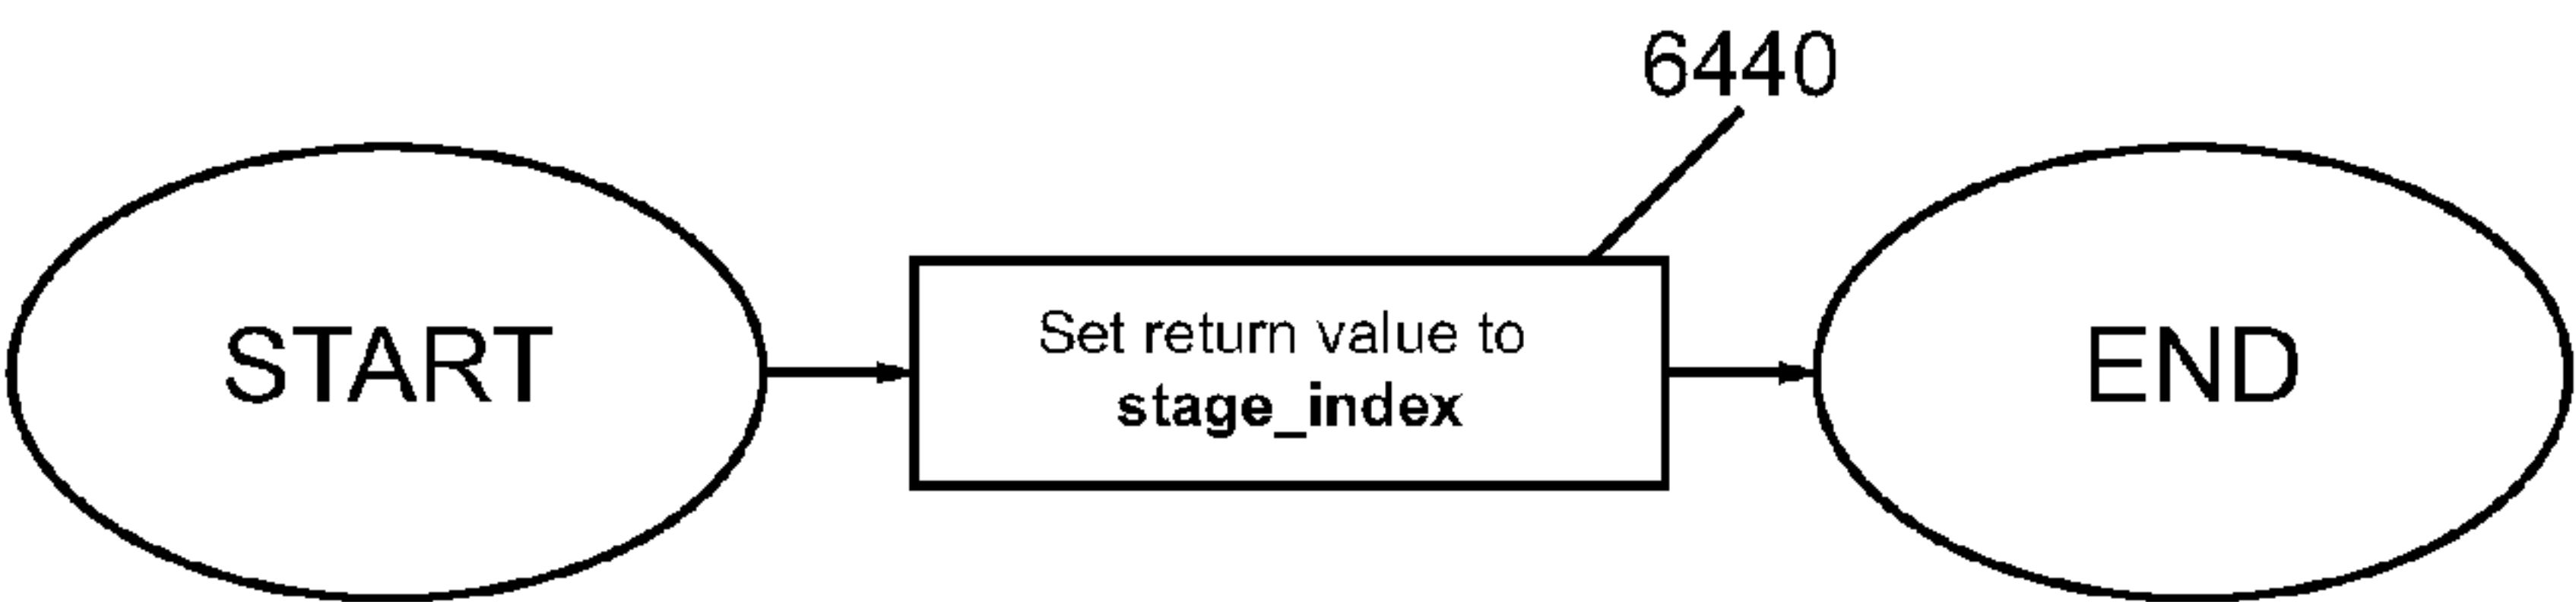 6440
START
Set return value to
stage_index
END